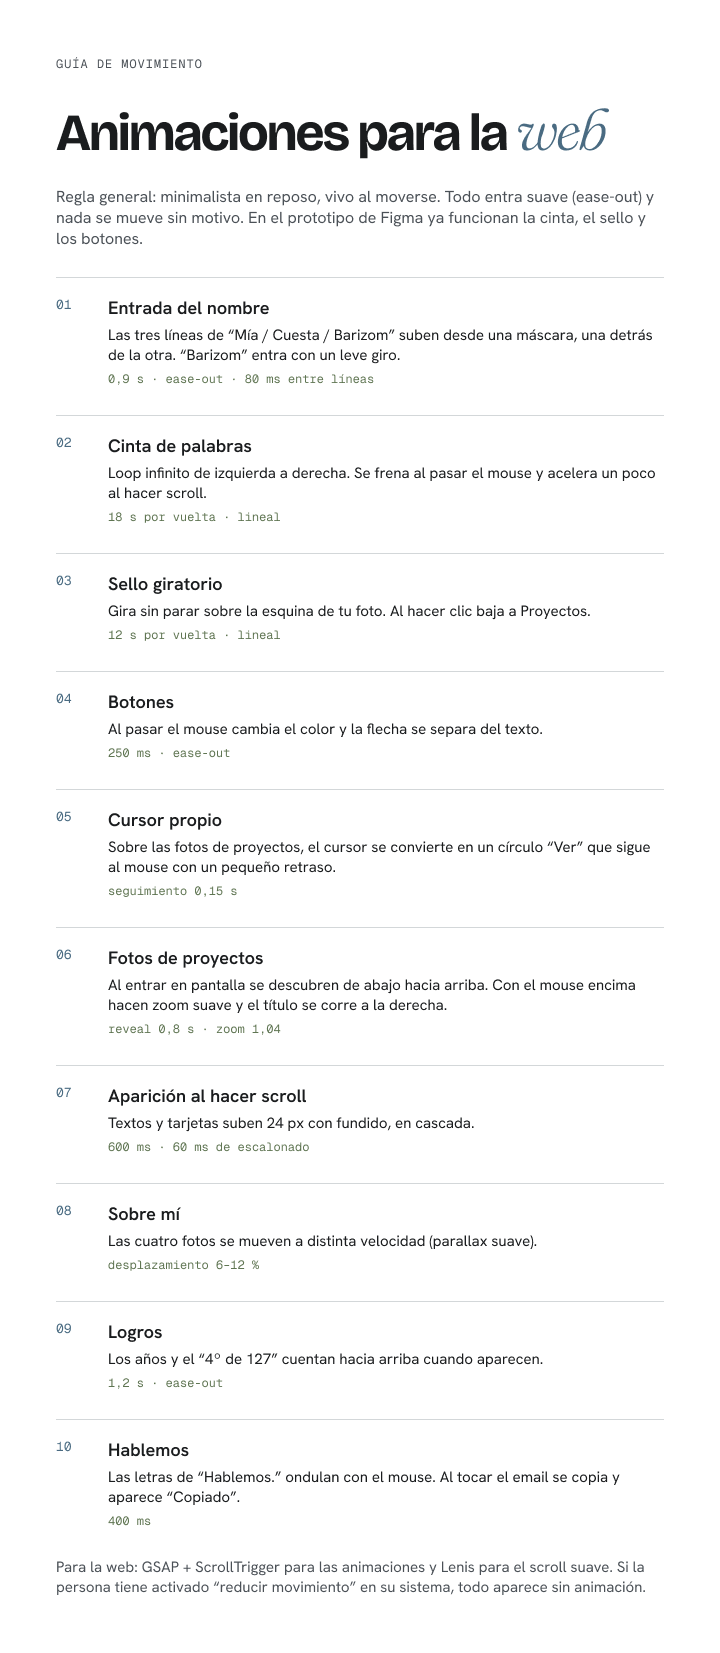 GUÍA DE MOVIMIENTO
Animaciones para la web
Regla general: minimalista en reposo, vivo al moverse. Todo entra suave (ease-out) y
nada se mueve sin motivo. En el prototipo de Figma ya funcionan la cinta, el sello y
los botones.
01
Entrada del nombre
Las tres líneas de “Mía / Cuesta / Barizom” suben desde una máscara, una detrás
de la otra. “Barizom” entra con un leve giro.
0,9 s · ease-out · 80 ms entre líneas
02
Cinta de palabras
Loop infinito de izquierda a derecha. Se frena al pasar el mouse y acelera un poco
al hacer scroll.
18 s por vuelta · lineal
03
Sello giratorio
Gira sin parar sobre la esquina de tu foto. Al hacer clic baja a Proyectos.
12 s por vuelta · lineal
04
Botones
Al pasar el mouse cambia el color y la flecha se separa del texto.
250 ms · ease-out
05
Cursor propio
Sobre las fotos de proyectos, el cursor se convierte en un círculo “Ver” que sigue
al mouse con un pequeño retraso.
seguimiento 0,15 s
06
Fotos de proyectos
Al entrar en pantalla se descubren de abajo hacia arriba. Con el mouse encima
hacen zoom suave y el título se corre a la derecha.
reveal 0,8 s · zoom 1,04
07
Aparición al hacer scroll
Textos y tarjetas suben 24 px con fundido, en cascada.
600 ms · 60 ms de escalonado
08
Sobre mí
Las cuatro fotos se mueven a distinta velocidad (parallax suave).
desplazamiento 6–12 %
09
Logros
Los años y el “4º de 127” cuentan hacia arriba cuando aparecen.
1,2 s · ease-out
10
Hablemos
Las letras de “Hablemos.” ondulan con el mouse. Al tocar el email se copia y
aparece “Copiado”.
400 ms
Para la web: GSAP + ScrollTrigger para las animaciones y Lenis para el scroll suave. Si la
persona tiene activado “reducir movimiento” en su sistema, todo aparece sin animación.